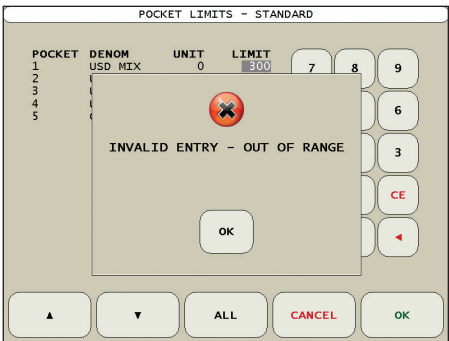 POCKET LIMITS - STANDARD
POCKET DENOM UNIT LIMIT
1 USD MIX 0 300
2
3
4
5
7 8 9
6
3
CE
INVALID ENTRY - OUT OF RANGE
OK
ALL CANCEL OK